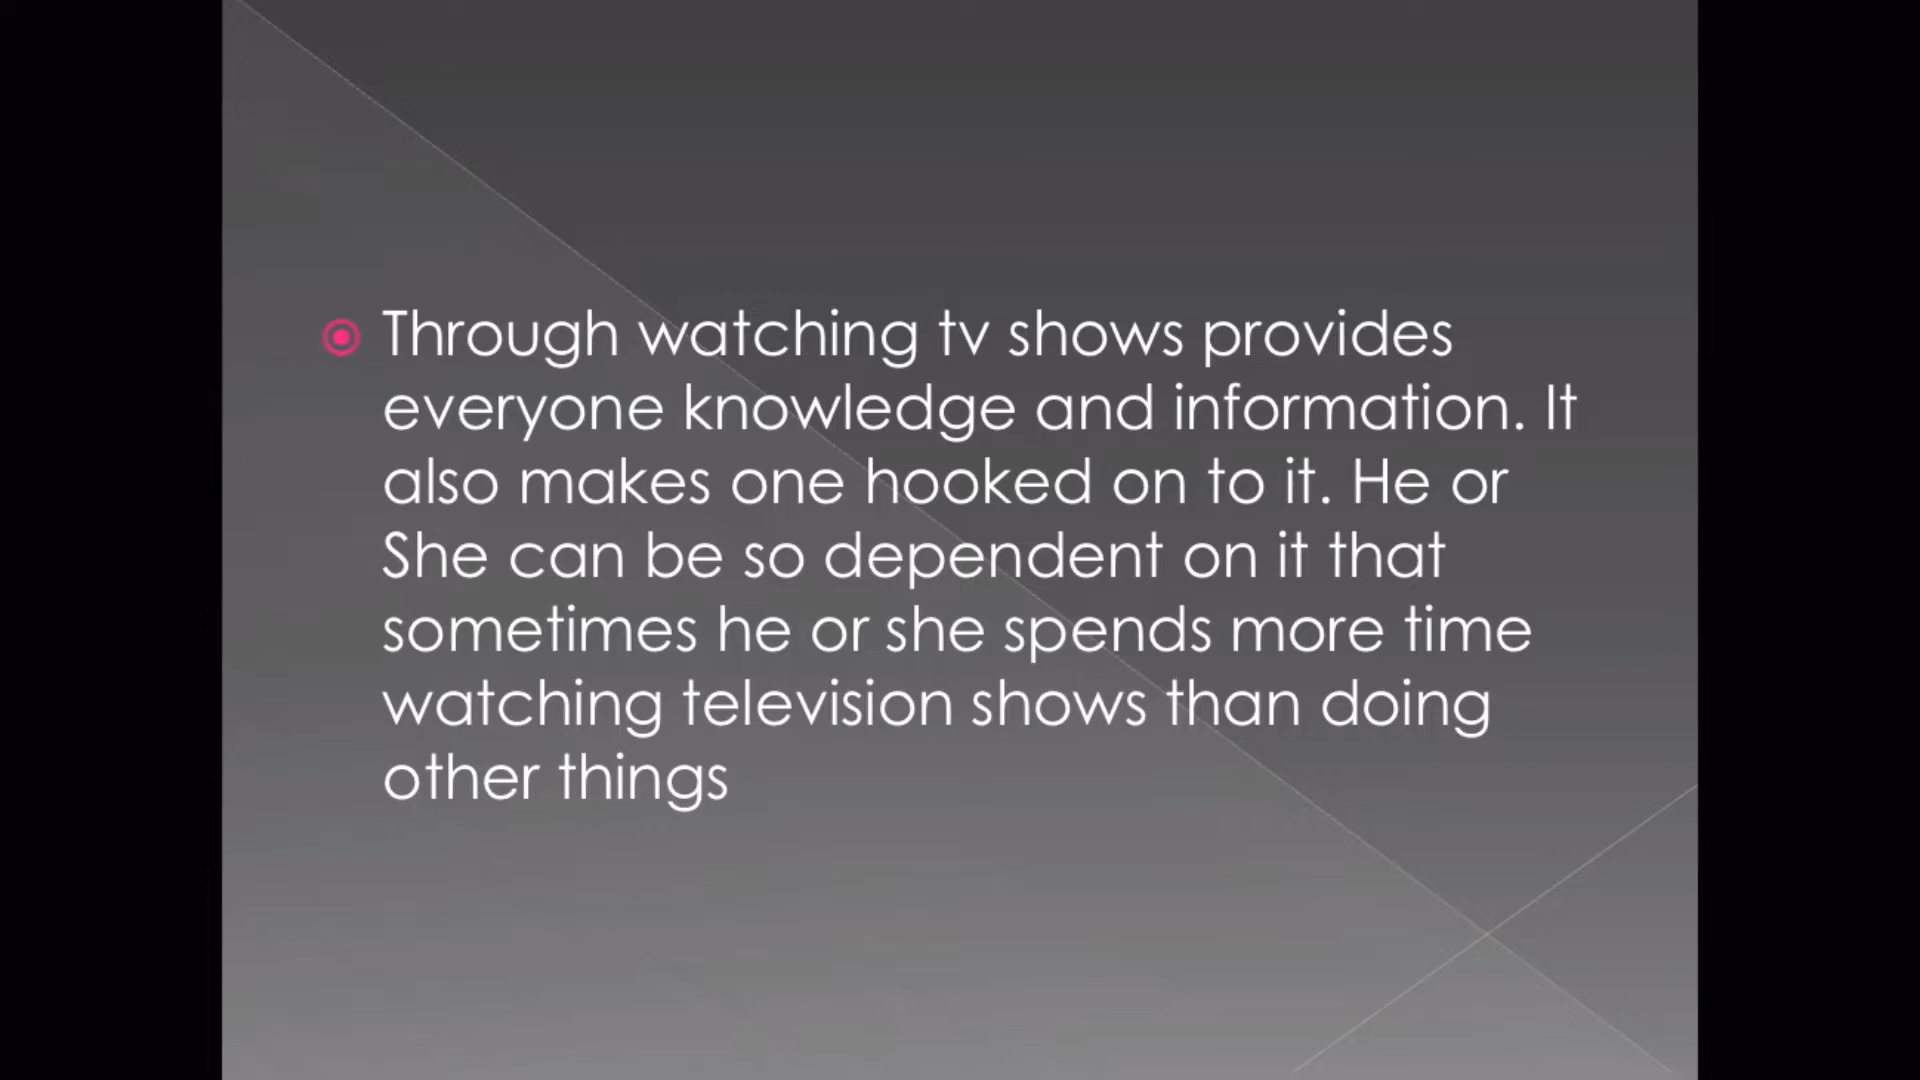 Through watching tv shows provides
everyone knowledge and information. It
also makes one hooked on to it. He or
She can be so dependent on it that
sometimes he or she spends more time
watching television shows than doing
other things